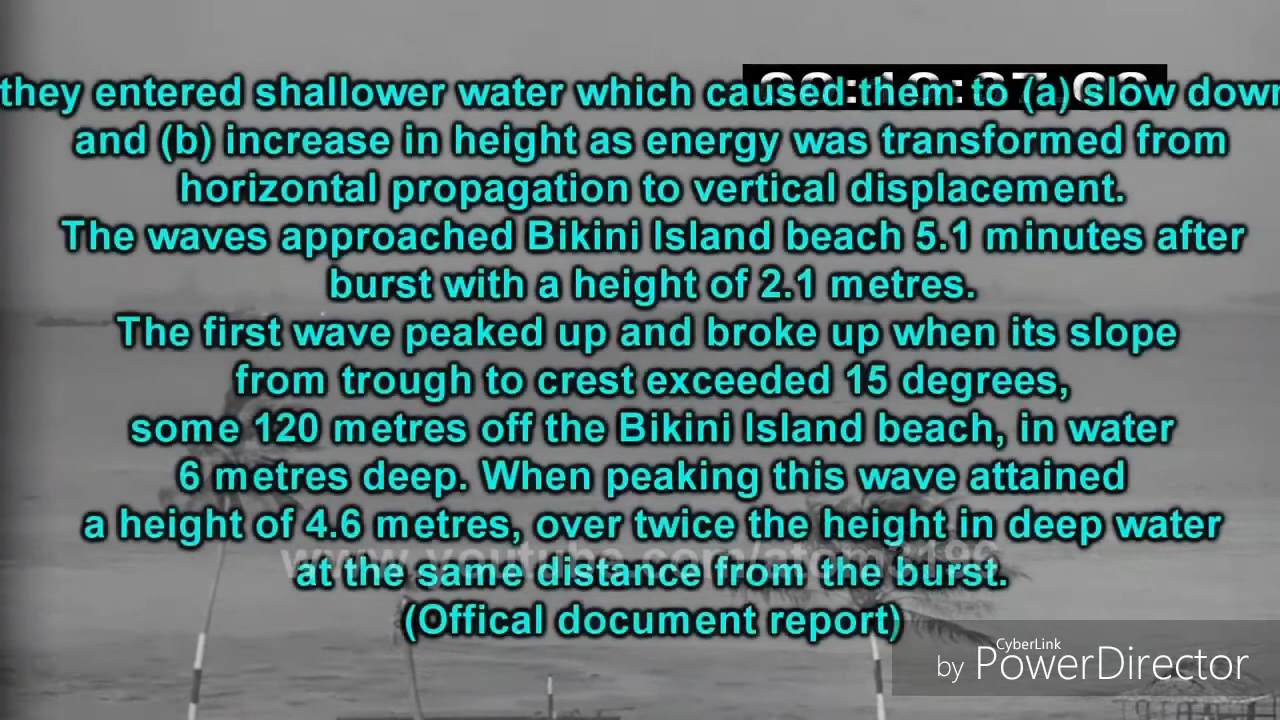 they entered shallower water which caused them to (a) slow down
and (b) increase in height as energy was transformed from
horizontal propagation to vertical displacement.
The waves approached Bikini Island beach 5.1 minutes after
burst with a height of 2.1 metres.
The first wave peaked up and broke up when its slope
from trough to crest exceeded 15 degrees,
some 120 metres off the Bikini Island beach, in water
6 metres deep. When peaking this wave attained
a height of 4.6 metres, over twice the height in deep water
www.youtube.com/atom3186
at the same distance from the burst.
(Offical document report)
CyberLink
by PowerDirector